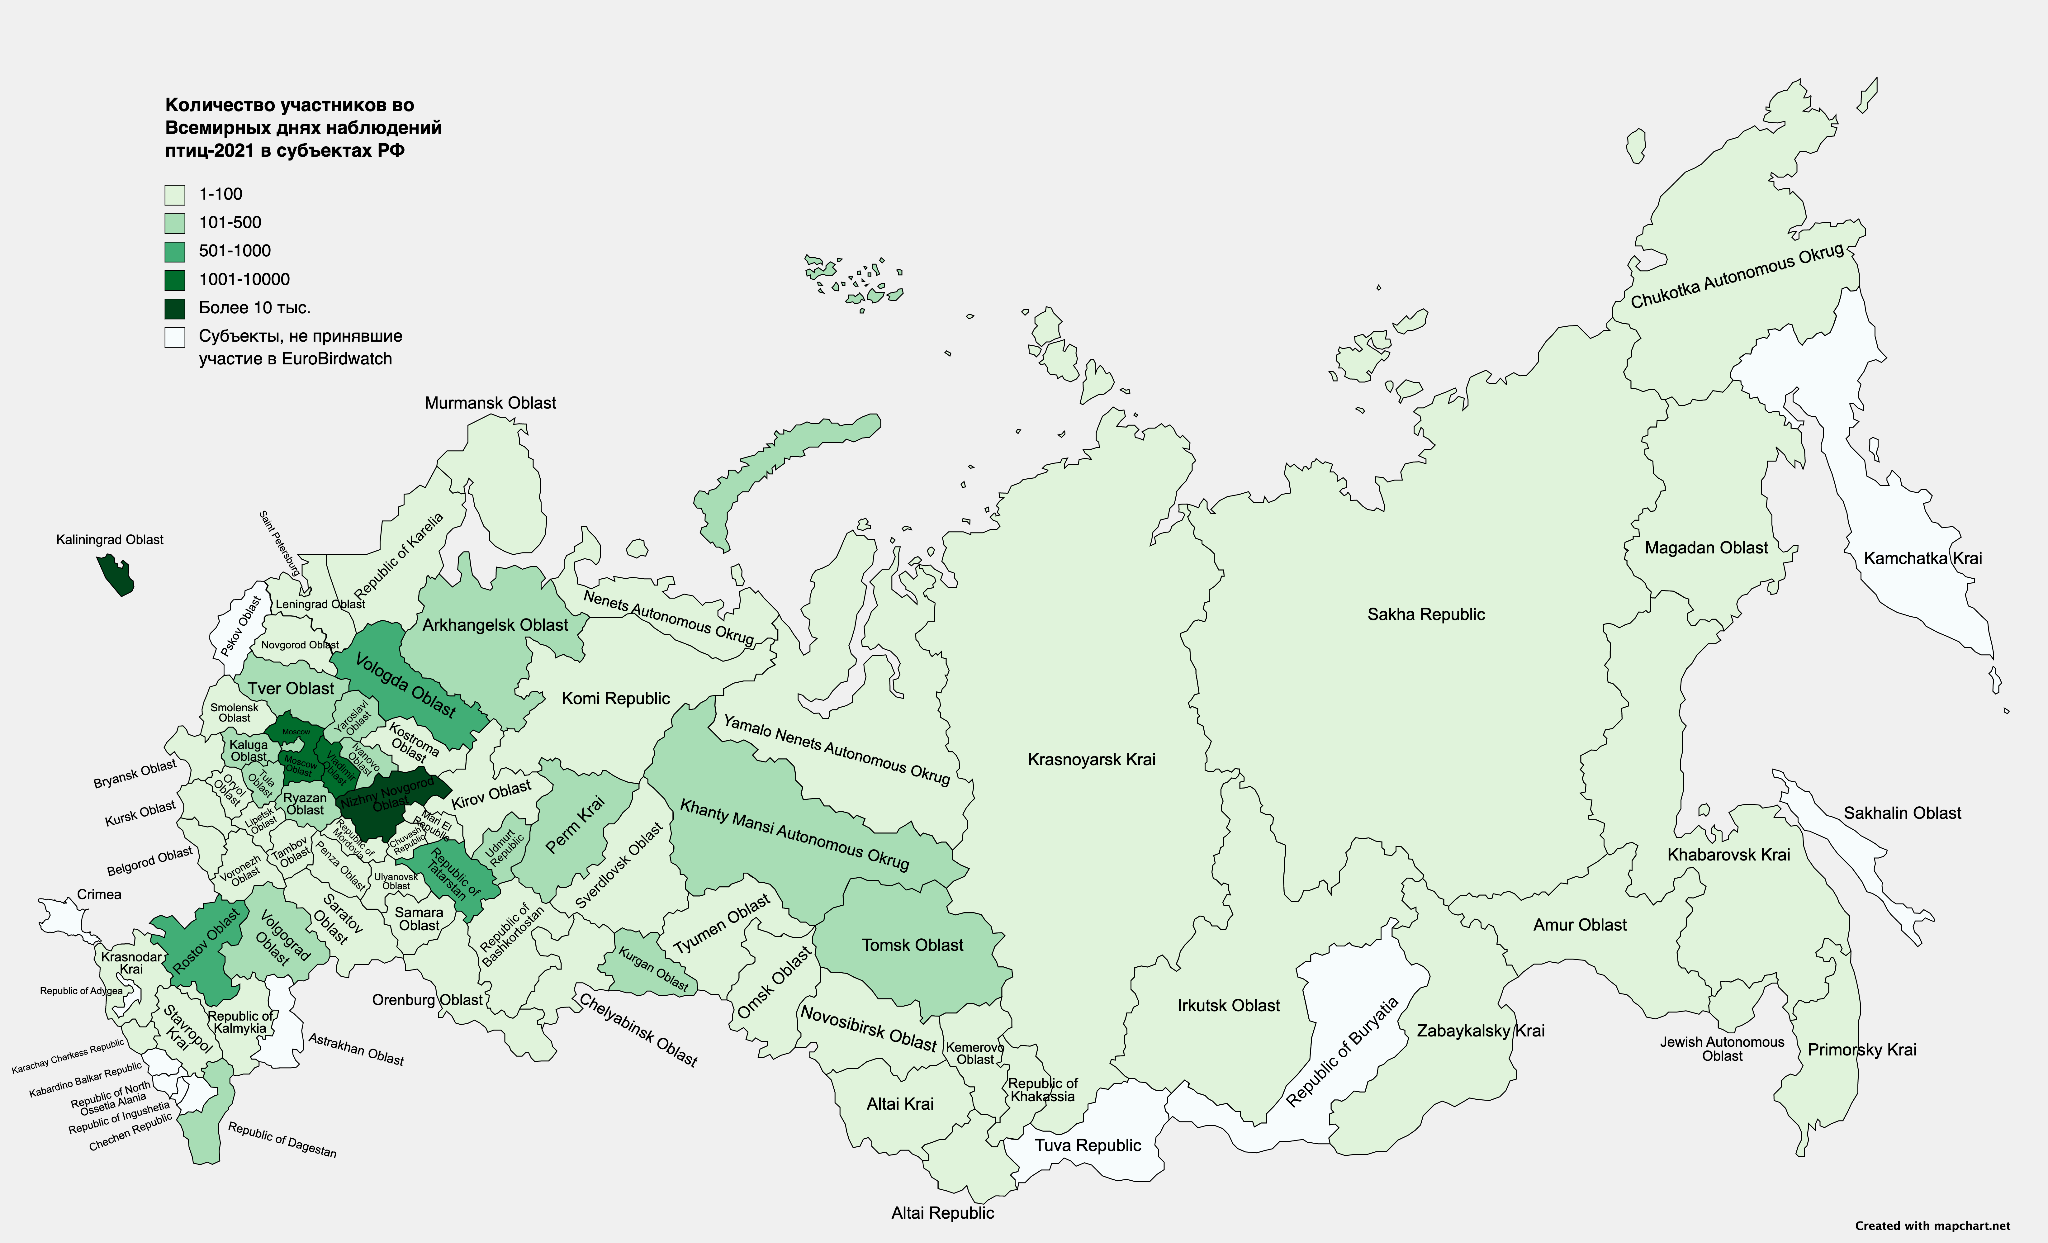 Количество участников во
Всемирных днях наблюдений
птиц-2021 в субъектах РФ
1-100
101-500
501-1000
1001-10000
Более 10 тыс.
Субъекты, не принявшие
участие в EuroBirdwatch
Chukotka Autonomous Okrug
Murmansk Oblast
Saint Petersburg
Republic of Karelia
Kaliningrad Oblast
Magadan Oblast
Kamchatka Krai
Pskov Oblast
Leningrad Oblast
Nenets Autonomous Okrug
Arkhangelsk Oblast
Sakha Republic
Novgorod Oblast
Vologda Oblast
Tver Oblast
Komi Republic
Smolensk
Oblast
Yaroslavl
Oblast
Kostroma
Oblast
Yamalo Nenets Autonomous Okrug
Krasnoyarsk Krai
Moscow
Kaluga
Oblast
Moscow
Oblast
Vladimir
Oblast
Ivanovo
Oblast
Bryansk Oblast
Tula
Oblast
Oryol
Oblast
Ryazan
Oblast
Nizhny Novgorod
Oblast
Kirov Oblast
Perm Krai
Khanty Mansi Autonomous Okrug
Sakhalin Oblast
Kursk Oblast
Lipetsk
Oblast
Republic of
Mordovia
Chuvash
Republic
Mari El
Republic
Udmurt
Republic
Sverdlovsk Oblast
Khabarovsk Krai
Belgorod Oblast
Voronezh
Oblast
Tambov
Oblast
Penza Oblast
Ulyanovsk
Oblast
Republic of
Tatarstan
Crimea
Rostov Oblast
Volgograd
Oblast
Saratov
Oblast
Samara
Oblast
Republic of
Bashkortostan
Tyumen Oblast
Tomsk Oblast
Amur Oblast
Krasnodar
Krai
Kurgan Oblast
Omsk Oblast
Republic of Adygea
Orenburg Oblast
Chelyabinsk Oblast
Irkutsk Oblast
Republic of Buryatia
Zabaykalsky Krai
Stavropol
Krai
Republic of
Kalmykia
Astrakhan Oblast
Novosibirsk Oblast
Kemerovo
Oblast
Jewish Autonomous
Oblast
Primorsky Krai
Karachay Cherkess Republic
Kabardino Balkar Republic
Republic of North
Ossetia Alania
Republic of Ingushetia
Chechen Republic
Republic of Dagestan
Altai Krai
Republic of
Khakassia
Tuva Republic
Altai Republic
Created with mapchart.net